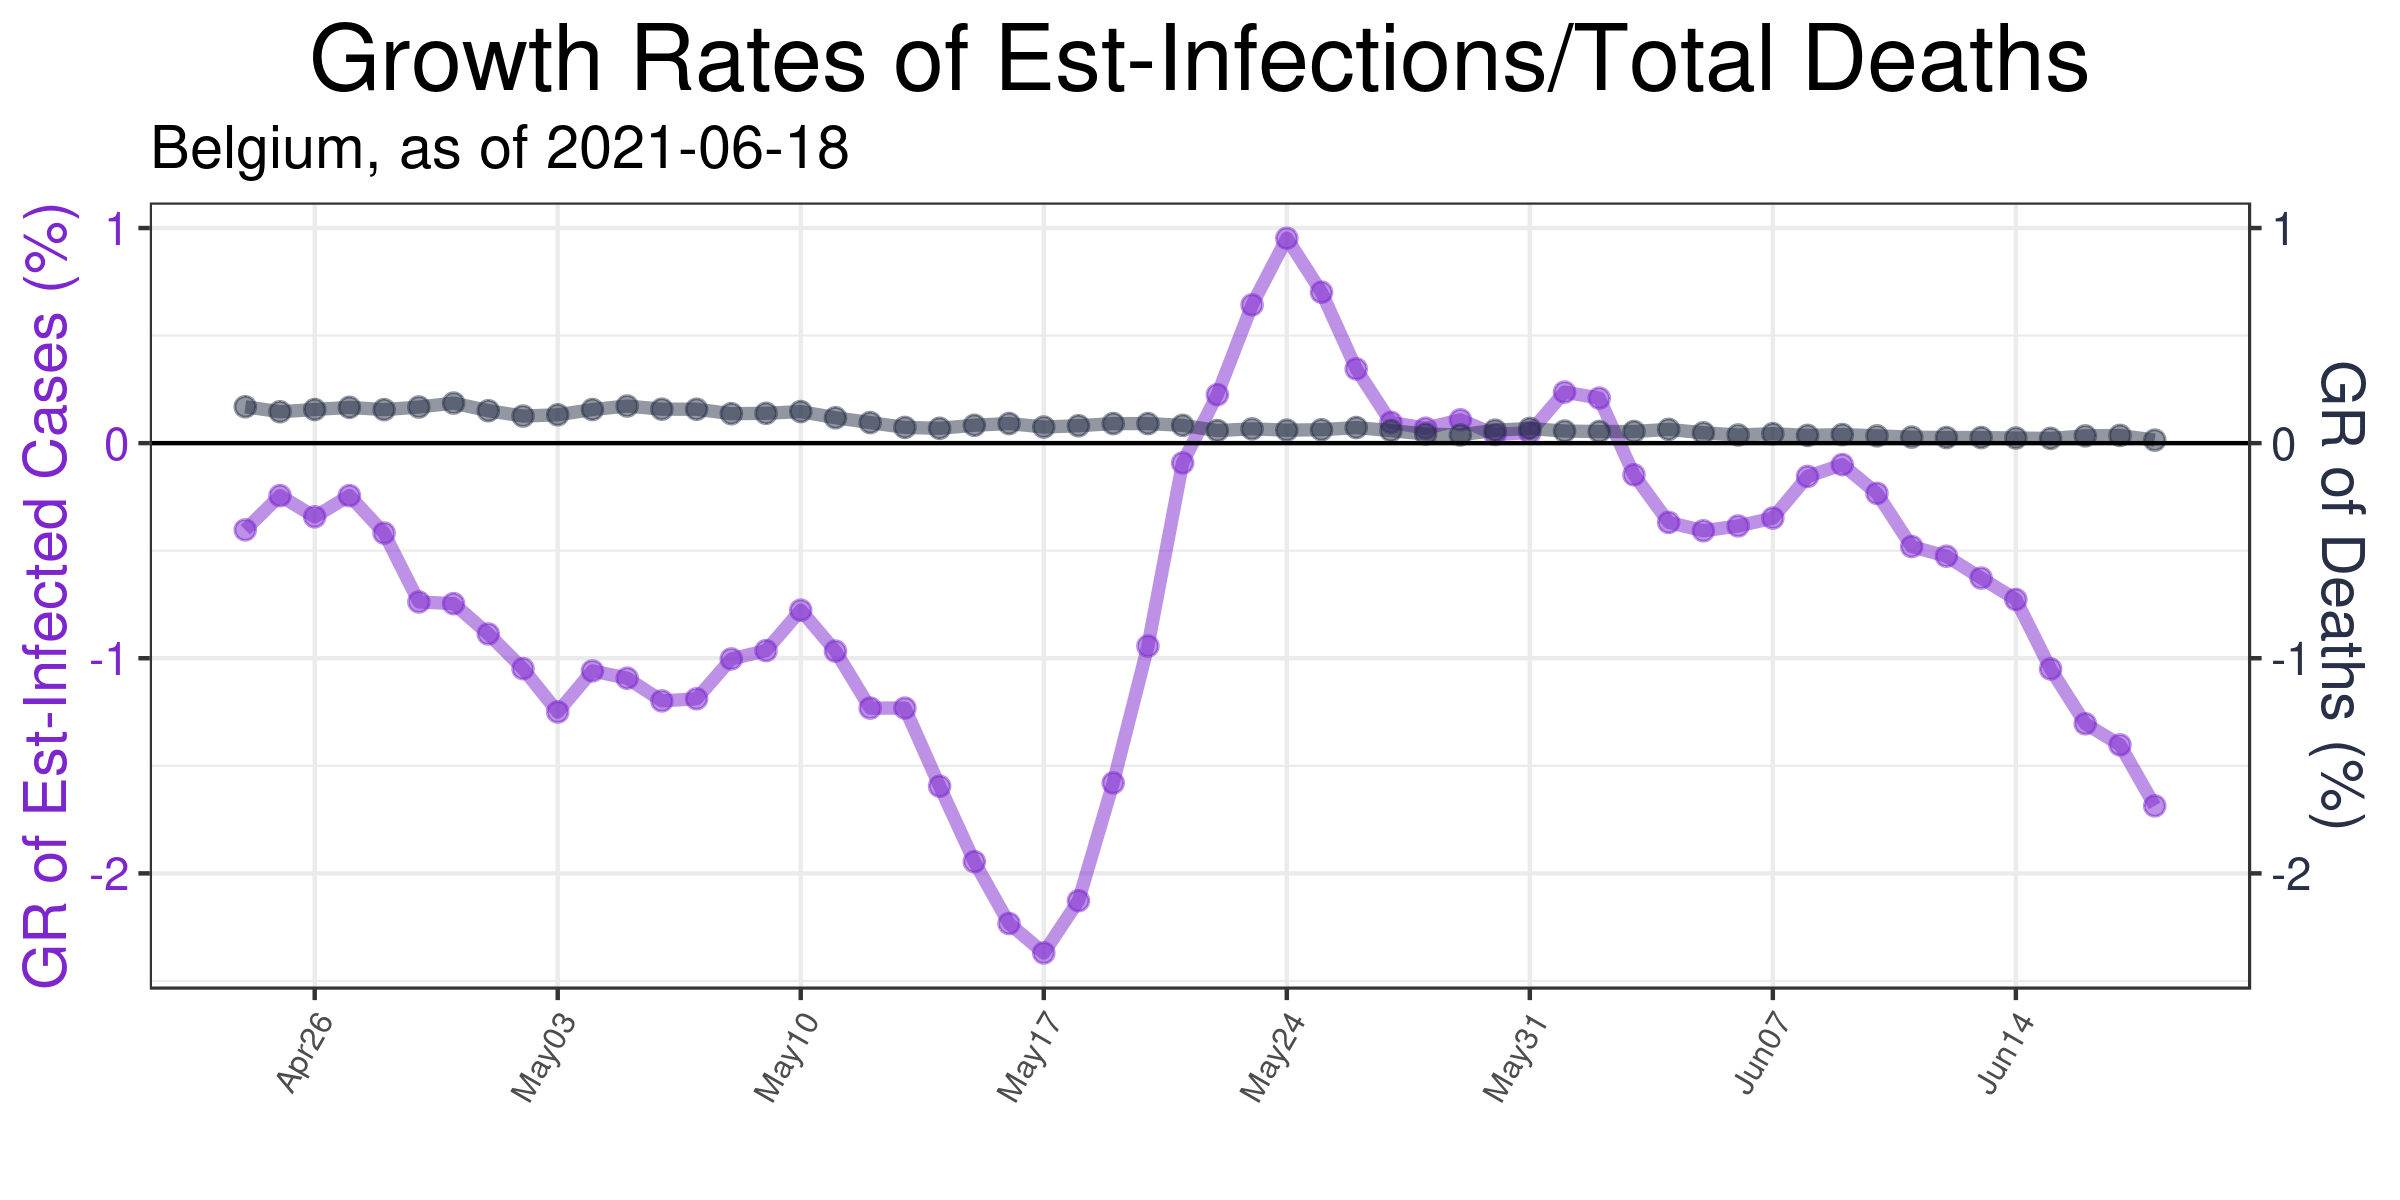 Growth Rates of Est-Infections/Total Deaths
Belgium, as of 2021-06-18
GR of Est-Infected Cases (%)
1
0
-1
-2
1
0
-1
-2
GR of Deaths (%)
Apr26
May03
May10
May17
May24
May31
Jun07
Jun14